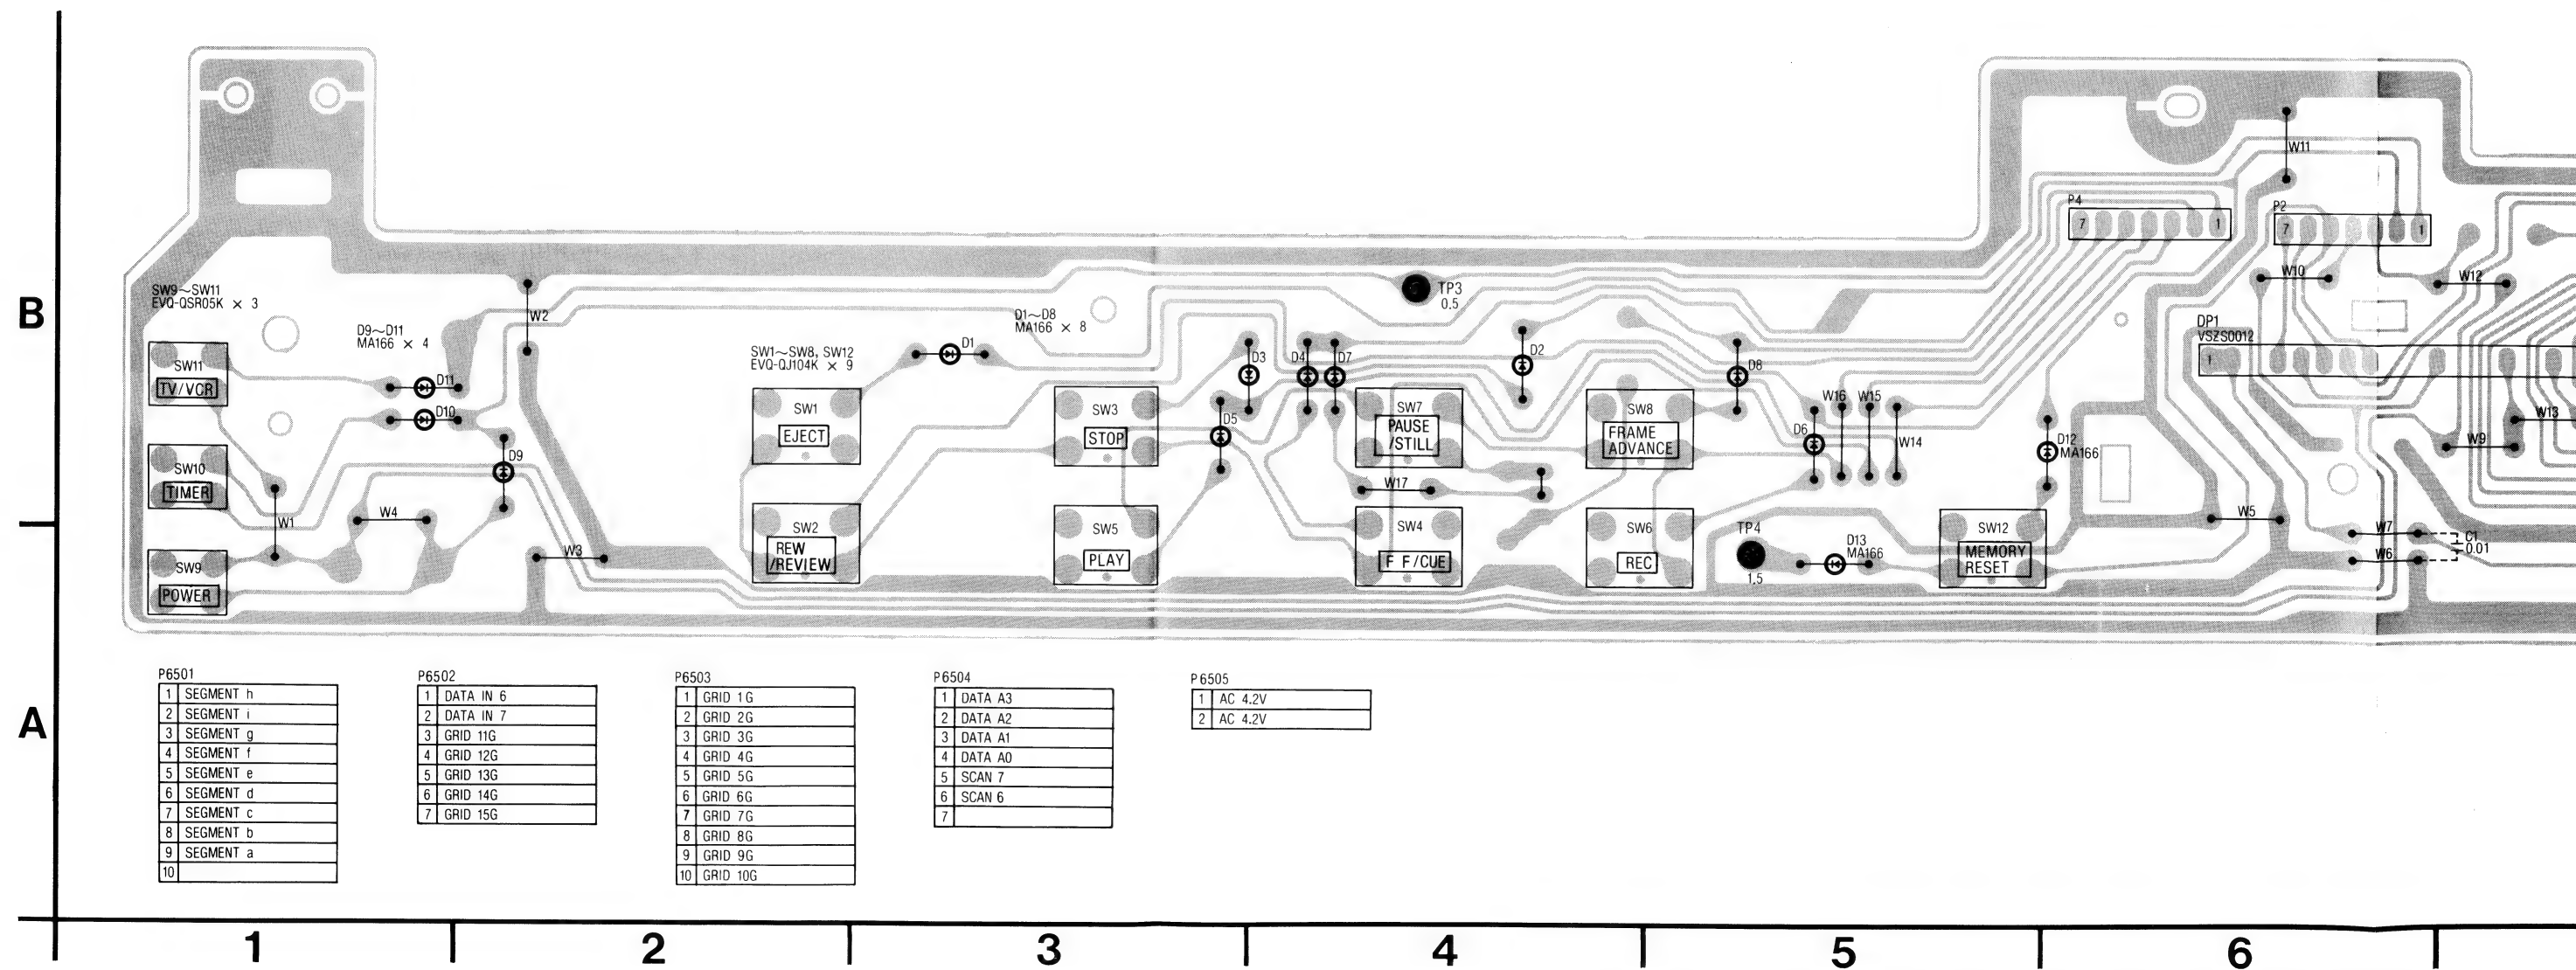 B
A
1
2
3
4
5
6
SW9~SW11
EVQ-QSR05K × 3
D9~D11
MA166 × 4
SW11
TV/VCR
SW10
TIMER
SW9
POWER
D11
D10
D9
W1
W2
W3
W4
SW1~SW8, SW12
EVQ-QJ104K × 9
SW1
EJECT
SW2
REW
/REVIEW
D1
D1~D8
MA166 × 8
SW3
STOP
SW5
PLAY
D3
D4
D7
D5
TP3
0.5
D2
SW7
PAUSE
/STILL
W17
SW4
F F/CUE
SW8
FRAME
ADVANCE
SW6
REC
D8
D6
W16
W15
W14
TP4
1.5
D13
MA166
D12
MA166
SW12
MEMORY
RESET
P4
7
1
P2
7
1
W11
W10
W12
DP1
VSZS0012
1
W13
W9
W5
W7
W6
C1
0.01
P6501
1 SEGMENT h
2 SEGMENT i
3 SEGMENT g
4 SEGMENT f
5 SEGMENT e
6 SEGMENT d
7 SEGMENT c
8 SEGMENT b
9 SEGMENT a
10
P6502
1 DATA IN 6
2 DATA IN 7
3 GRID 11G
4 GRID 12G
5 GRID 13G
6 GRID 14G
7 GRID 15G
P6503
1 GRID 1G
2 GRID 2G
3 GRID 3G
4 GRID 4G
5 GRID 5G
6 GRID 6G
7 GRID 7G
8 GRID 8G
9 GRID 9G
10 GRID 10G
P6504
1 DATA A3
2 DATA A2
3 DATA A1
4 DATA A0
5 SCAN 7
6 SCAN 6
7
P6505
1 AC 4.2V
2 AC 4.2V